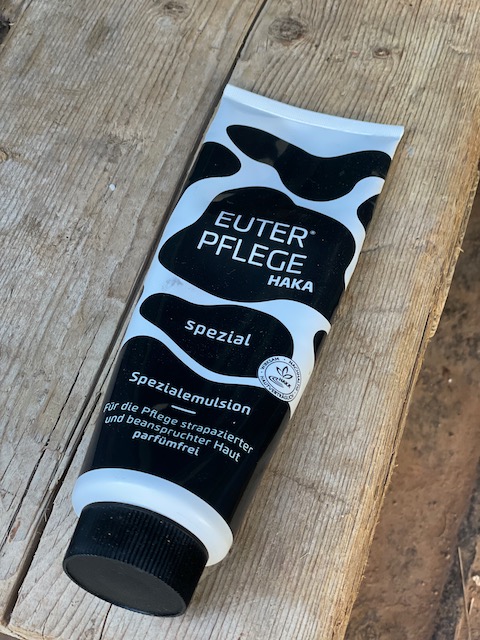 EUTER®
PFLEGE
HAKA
spezial
Spezialemulsion
Für die Pflege strapazierter
und beanspruchter Haut
parfümfrei